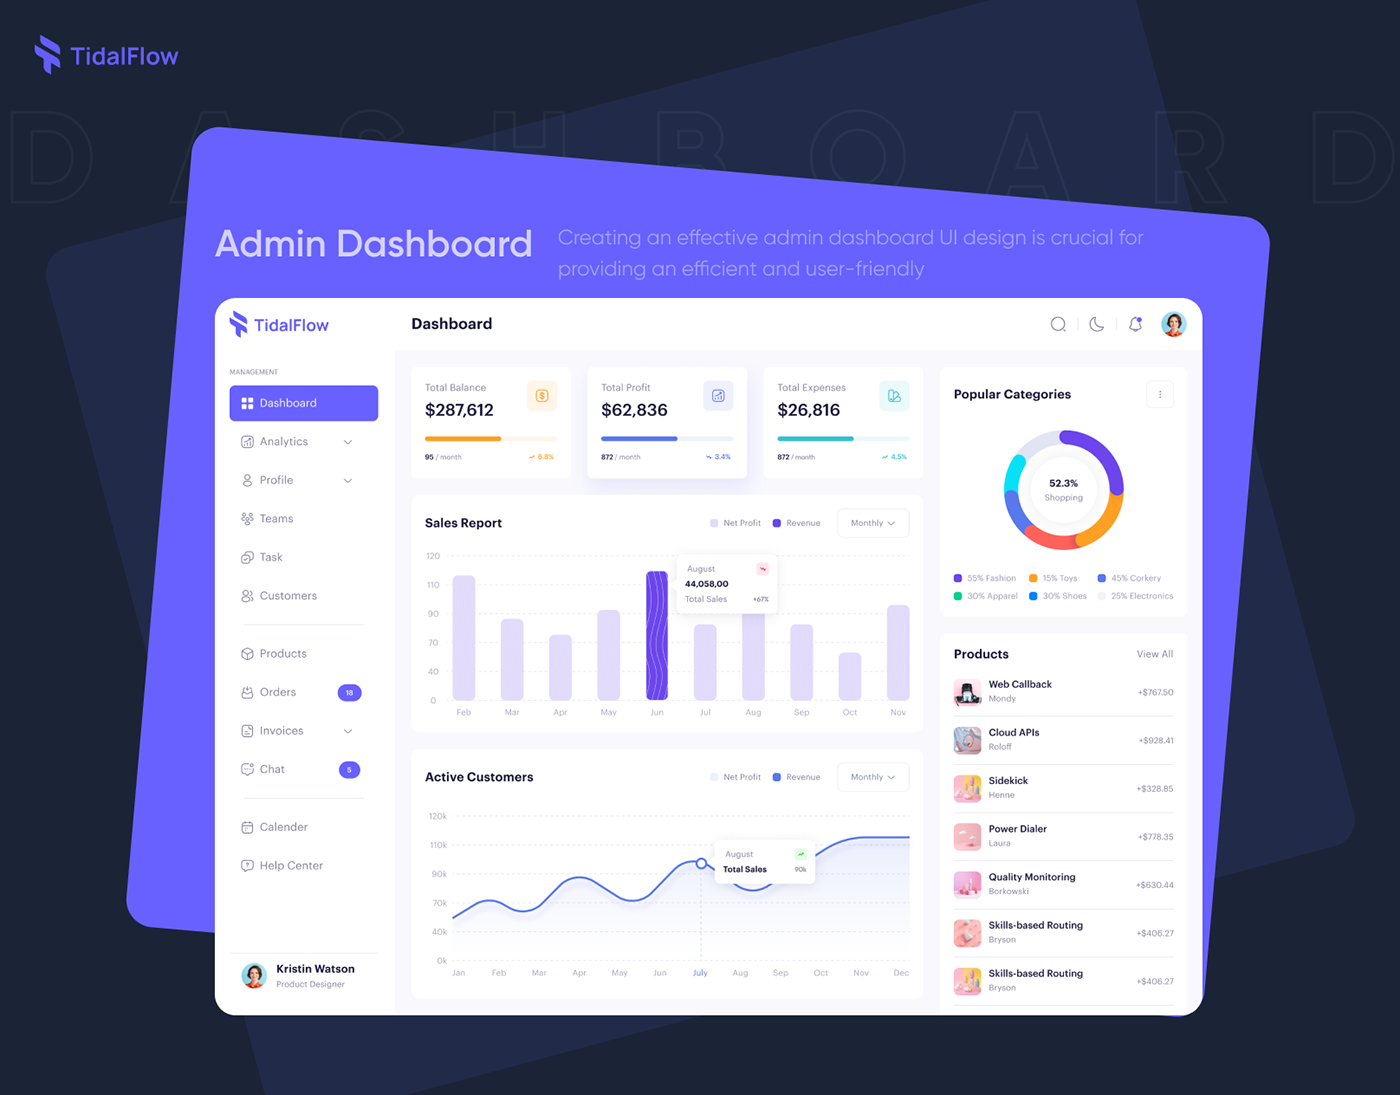 TidalFlow
DASHBOARD
Admin Dashboard
Creating an effective admin dashboard UI design is crucial for
providing an efficient and user-friendly
TidalFlow
Dashboard
MANAGEMENT
Dashboard
Analytics
Profile
Teams
Task
Customers
Products
Orders 18
Invoices
Chat 5
Calender
Help Center
Kristin Watson
Product Designer
Total Balance
$287,612
95 / month 6.8%
Total Profit
$62,836
872 / month 3.4%
Total Expenses
$26,816
872 / month 4.5%
Sales Report
Net Profit Revenue Monthly
120
110
90
70
40
0
August
44,058,00
Total Sales +67%
Feb Mar Apr May Jun Jul Aug Sep Oct Nov
Active Customers
Net Profit Revenue Monthly
120k
110k
90k
70k
40k
0k
August
Total Sales 90k
Jan Feb Mar Apr May Jun July Aug Sep Oct Nov Dec
Popular Categories
52.3%
Shopping
55% Fashion 15% Toys 45% Corkery
30% Apparel 30% Shoes 25% Electronics
Products View All
Web Callback
Mondy
+$767.50
Cloud APIs
Roloff
+$928.41
Sidekick
Henne
+$328.85
Power Dialer
Laura
+$778.35
Quality Monitoring
Borkowski
+$630.44
Skills-based Routing
Bryson
+$406.27
Skills-based Routing
Bryson
+$406.27